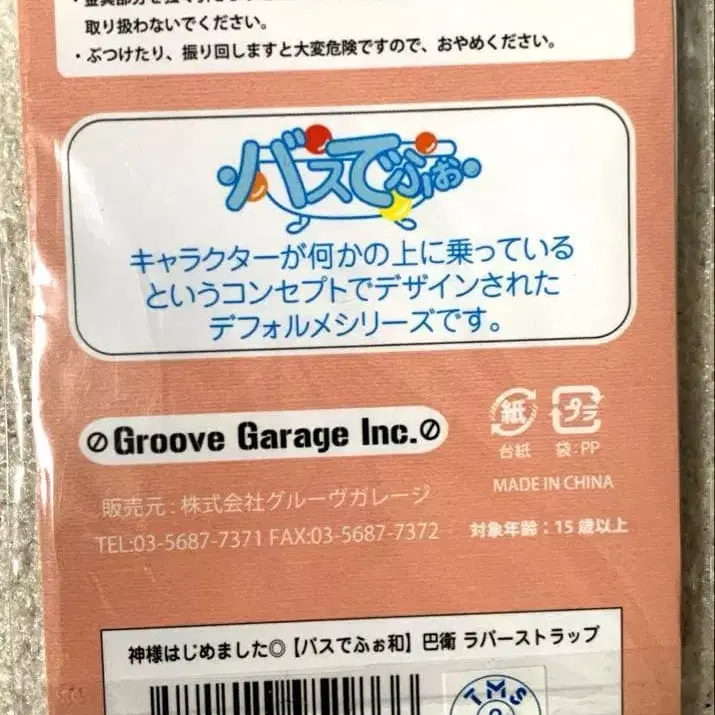 取り扱わないでください。
・ぶつけたり、振り回しますと大変危険ですので、おやめください。
バスでふぉ
キャラクターが何かの上に乗っている
というコンセプトでデザインされた
デフォルメシリーズです。
Groove Garage Inc.
紙 プラ
台紙 袋:PP
MADE IN CHINA
販売元:株式会社グルーヴガレージ
TEL:03-5687-7371 FAX:03-5687-7372
対象年齢:15歳以上
神様はじめました◎【バスでふぉ和】巴衛 ラバーストラップ
TMS